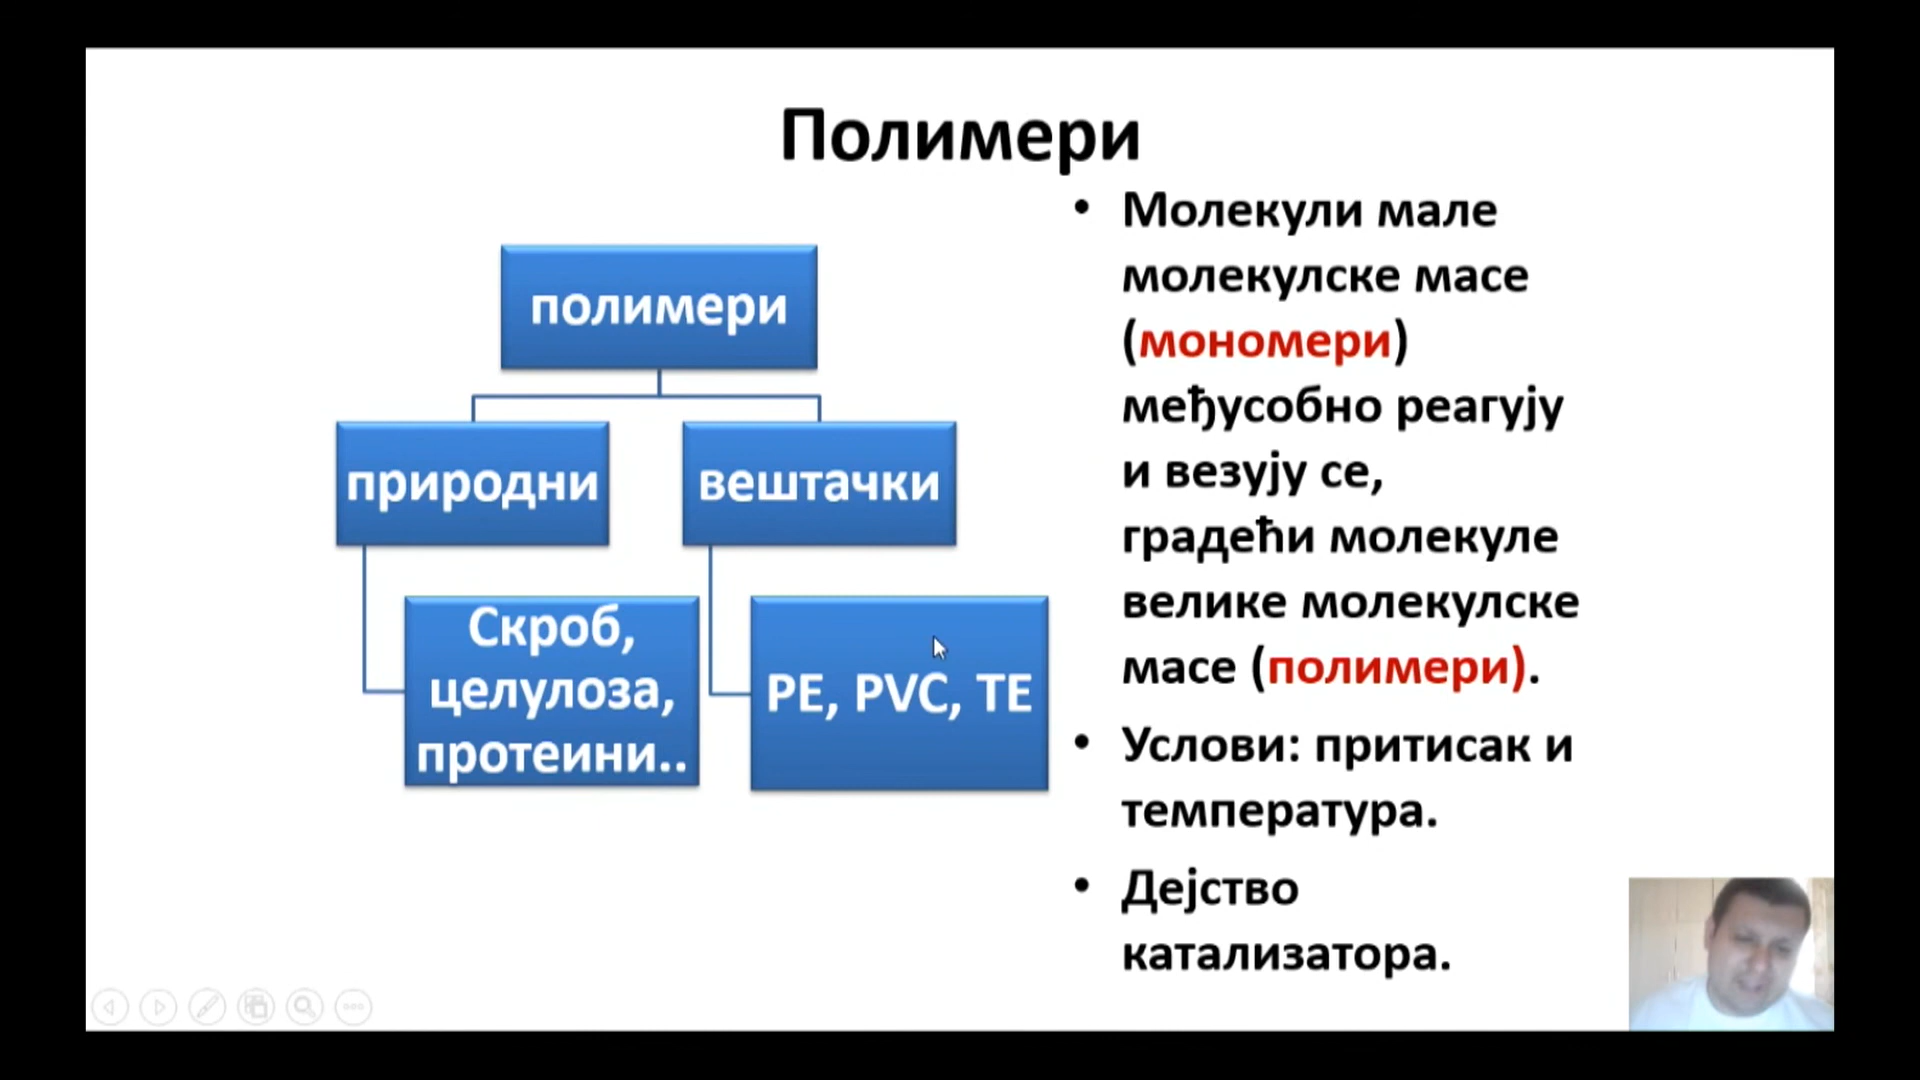 Полимери
полимери
природни
вештачки
Скроб,
целулоза,
протеини..
PE, PVC, TE
• Молекули мале
молекулске масе
(мономери)
међусобно реагују
и везују се,
градећи молекуле
велике молекулске
масе (полимери).
• Услови: притисак и
температура.
• Дејство
катализатора.